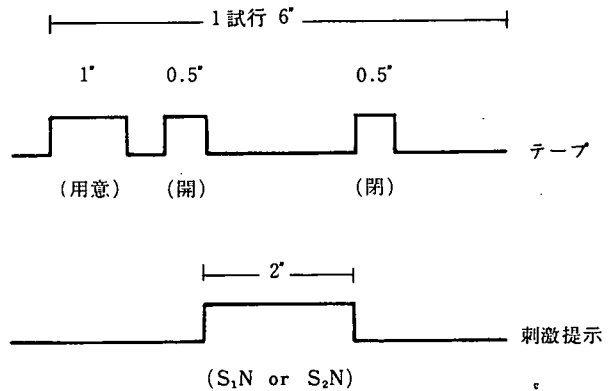 1試行 6"
1" 0.5" 0.5"
テープ
(用意) (開) (閉)
2"
刺激提示
(S₁N or S₂N)